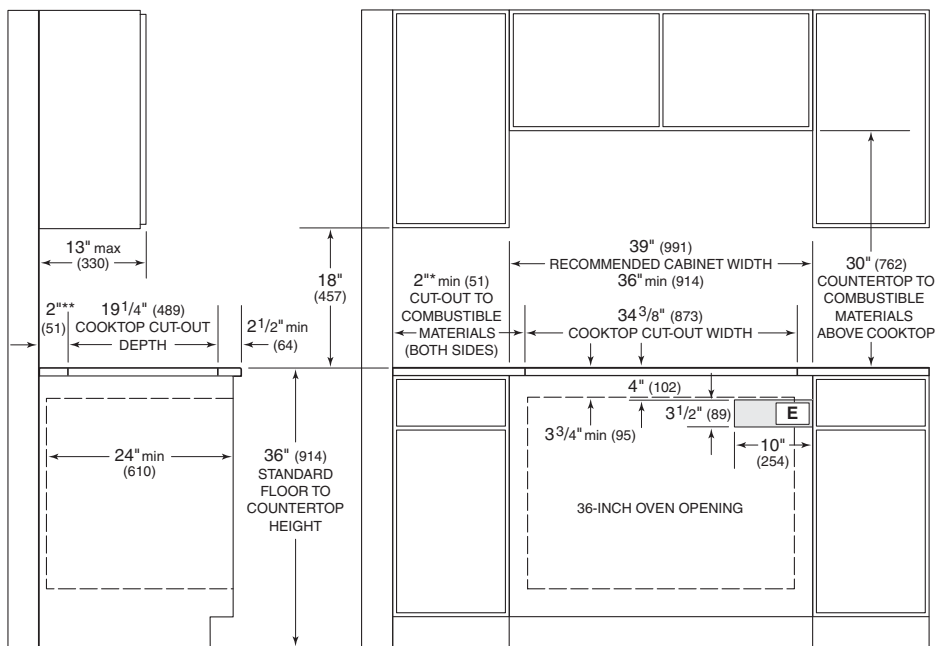 13" max
(330)
18"
(457)
2"**
(51)
19 1/4" (489)
COOKTOP CUT-OUT
DEPTH
2 1/2" min
(64)
24" min
(610)
36" (914)
STANDARD
FLOOR TO
COUNTERTOP
HEIGHT
39" (991)
RECOMMENDED CABINET WIDTH
36" min (914)
2"* min (51)
CUT-OUT TO
COMBUSTIBLE
MATERIALS
(BOTH SIDES)
34 3/8" (873)
COOKTOP CUT-OUT WIDTH
30" (762)
COUNTERTOP TO
COMBUSTIBLE
MATERIALS
ABOVE COOKTOP
4" (102)
3 1/2" (89)
E
3 3/4" min (95)
10"
(254)
36-INCH OVEN OPENING